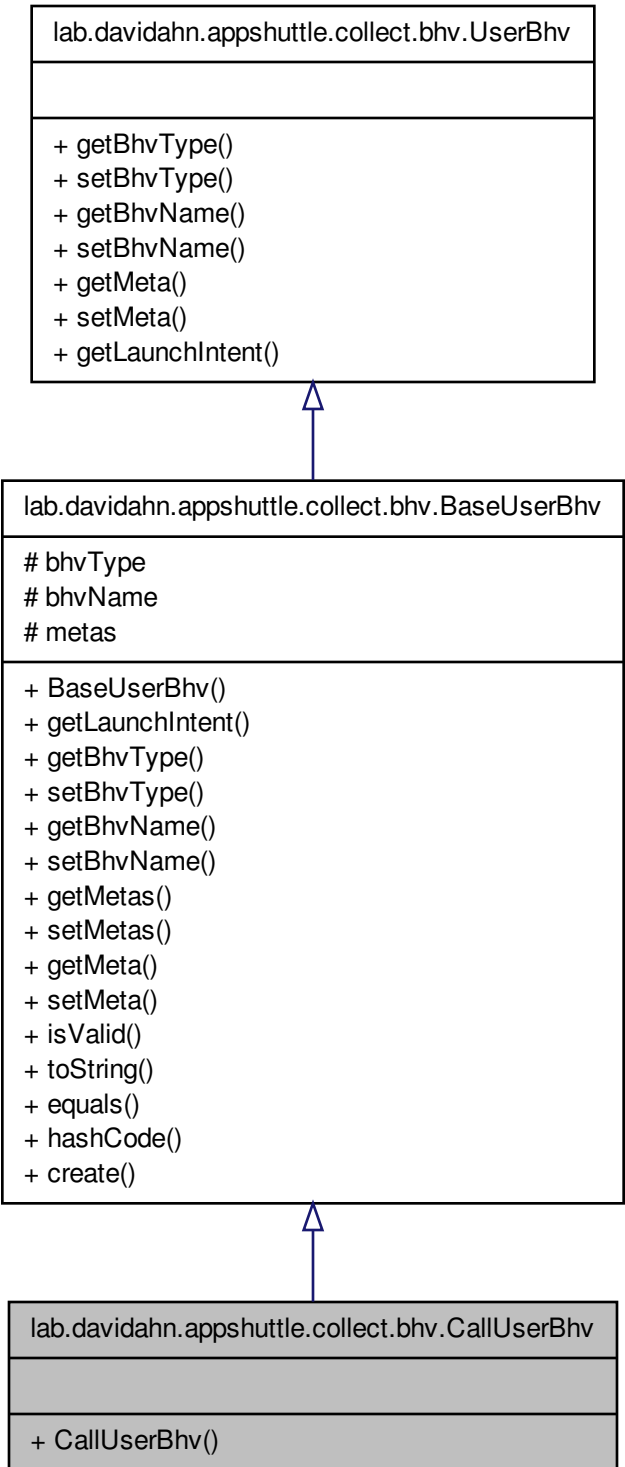 lab.davidahn.appshuttle.collect.bhv.UserBhv
+ getBhvType()
+ setBhvType()
+ getBhvName()
+ setBhvName()
+ getMeta()
+ setMeta()
+ getLaunchIntent()
lab.davidahn.appshuttle.collect.bhv.BaseUserBhv
# bhvType
# bhvName
# metas
+ BaseUserBhv()
+ getLaunchIntent()
+ getBhvType()
+ setBhvType()
+ getBhvName()
+ setBhvName()
+ getMetas()
+ setMetas()
+ getMeta()
+ setMeta()
+ isValid()
+ toString()
+ equals()
+ hashCode()
+ create()
lab.davidahn.appshuttle.collect.bhv.CallUserBhv
+ CallUserBhv()